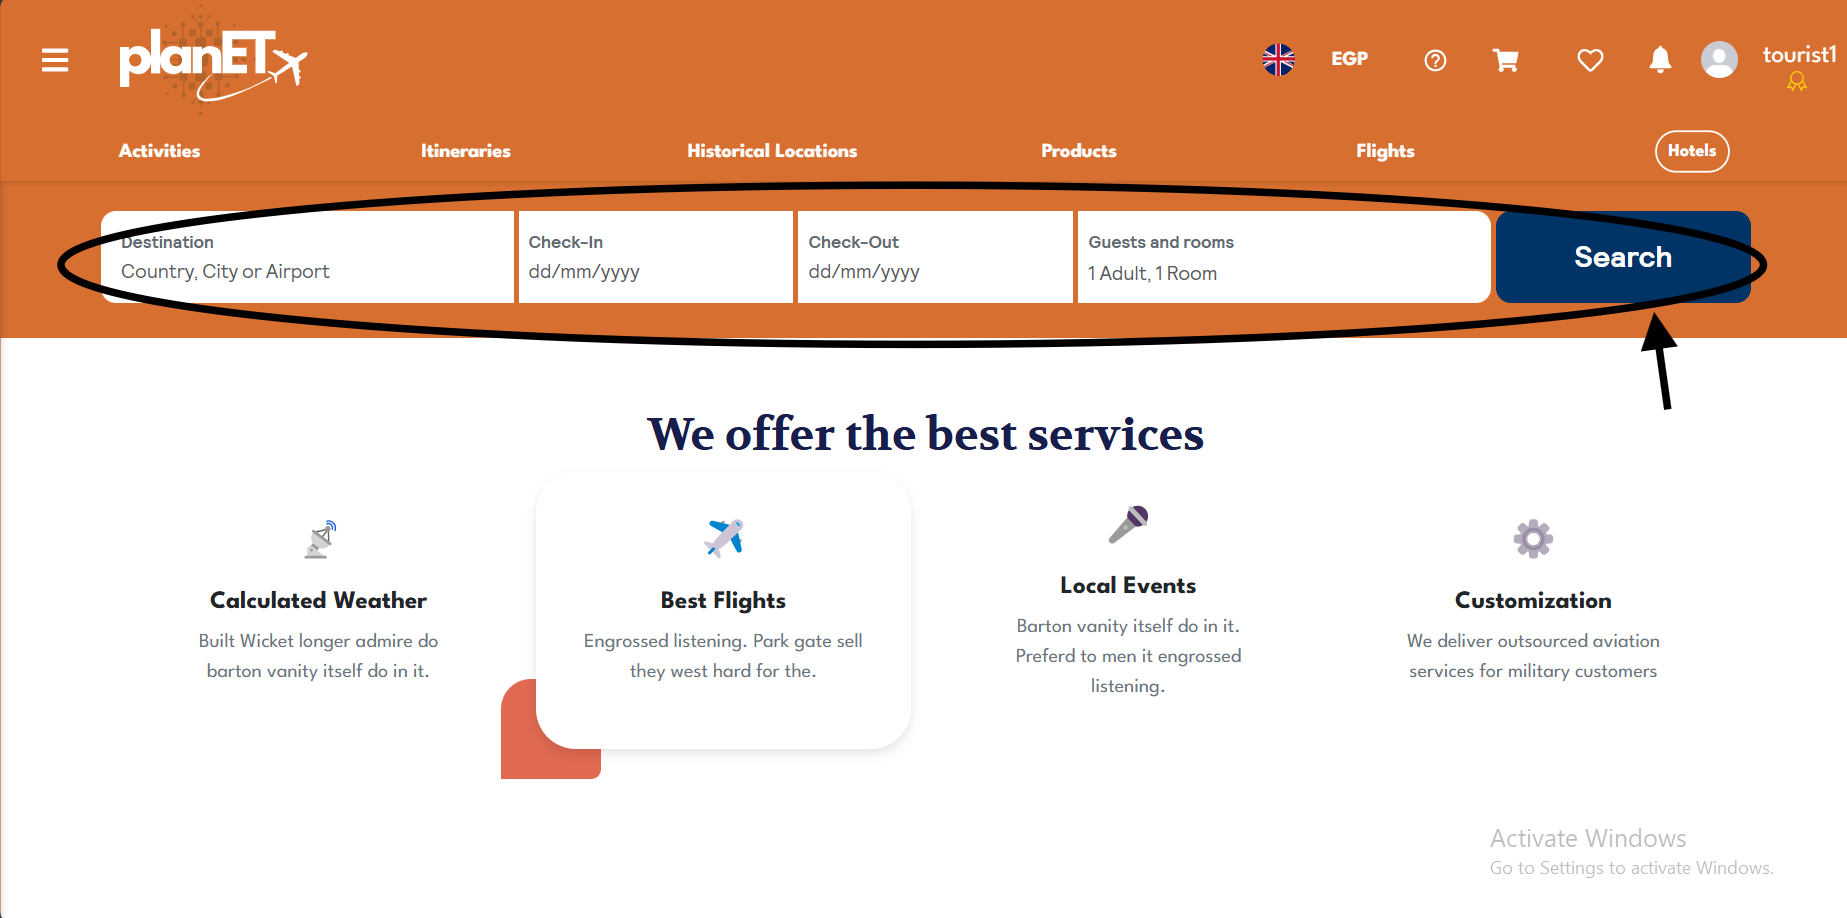 planET
EGP
tourist1
Activities
Itineraries
Historical Locations
Products
Flights
Hotels
Destination
Country, City or Airport
Check-In
dd/mm/yyyy
Check-Out
dd/mm/yyyy
Guests and rooms
1 Adult, 1 Room
Search
We offer the best services
Calculated Weather
Built Wicket longer admire do
barton vanity itself do in it.
Best Flights
Engrossed listening. Park gate sell
they west hard for the.
Local Events
Barton vanity itself do in it.
Preferd to men it engrossed
listening.
Customization
We deliver outsourced aviation
services for military customers
Activate Windows
Go to Settings to activate Windows.